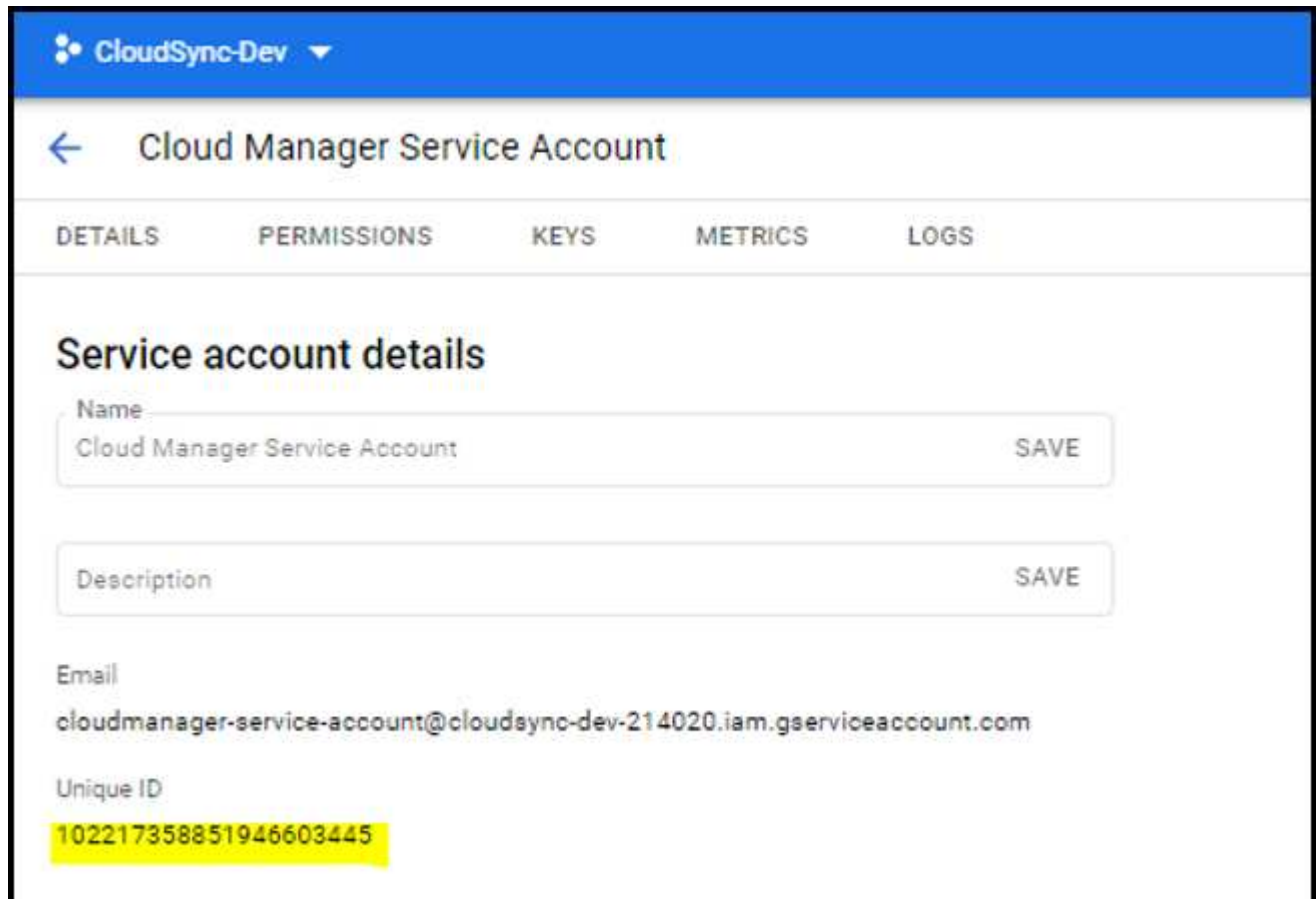 CloudSync-Dev
Cloud Manager Service Account
DETAILS PERMISSIONS KEYS METRICS LOGS
Service account details
Name
Cloud Manager Service Account SAVE
Description SAVE
Email
cloudmanager-service-account@cloudsync-dev-214020.iam.gserviceaccount.com
Unique ID
102217358851946603445